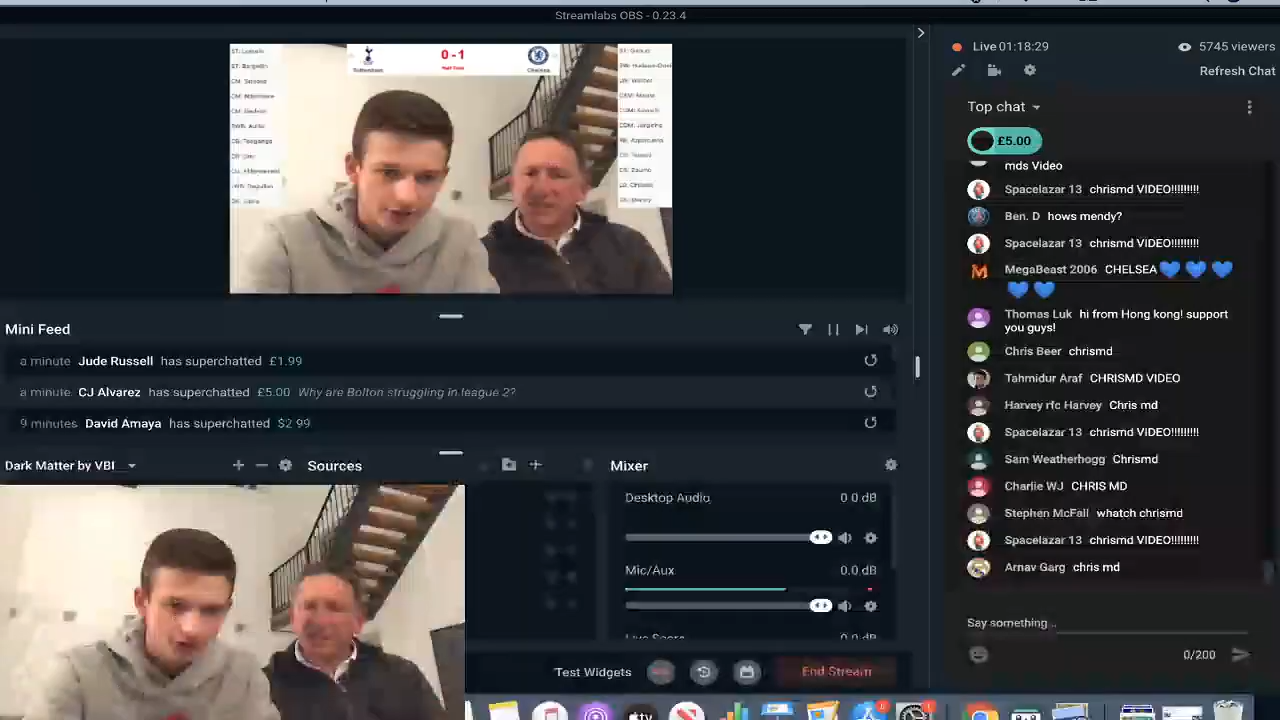 Streamlabs OBS - 0.23.4
0 - 1
Half Time
Tottenham
Chelsea
Live 01:18:29
5745 viewers
Refresh Chat
Top chat
£5.00
mds Video
Spacelazar 13 chrismd VIDEO!!!!!!!!!
Ben. D hows mendy?
Spacelazar 13 chrismd VIDEO!!!!!!!!!
MegaBeast 2006 CHELSEA
Thomas Luk hi from Hong kong! support
you guys!
Chris Beer chrismd
Tahmidur Araf CHRISMD VIDEO
Harvey rfc Harvey Chris md
Spacelazar 13 chrismd VIDEO!!!!!!!!!
Sam Weatherhogg Chrismd
Charlie WJ CHRIS MD
Stephen McFall whatch chrismd
Spacelazar 13 chrismd VIDEO!!!!!!!!!
Arnav Garg chris md
Say something...
0/200
Mini Feed
a minute Jude Russell has superchatted £1.99
a minute CJ Alvarez has superchatted £5.00 Why are Bolton struggling in league 2?
9 minutes David Amaya has superchatted $2.99
Dark Matter by VBI
Sources
Mixer
Desktop Audio 0.0 dB
Mic/Aux 0.0 dB
Live Score
Test Widgets
End Stream
tv